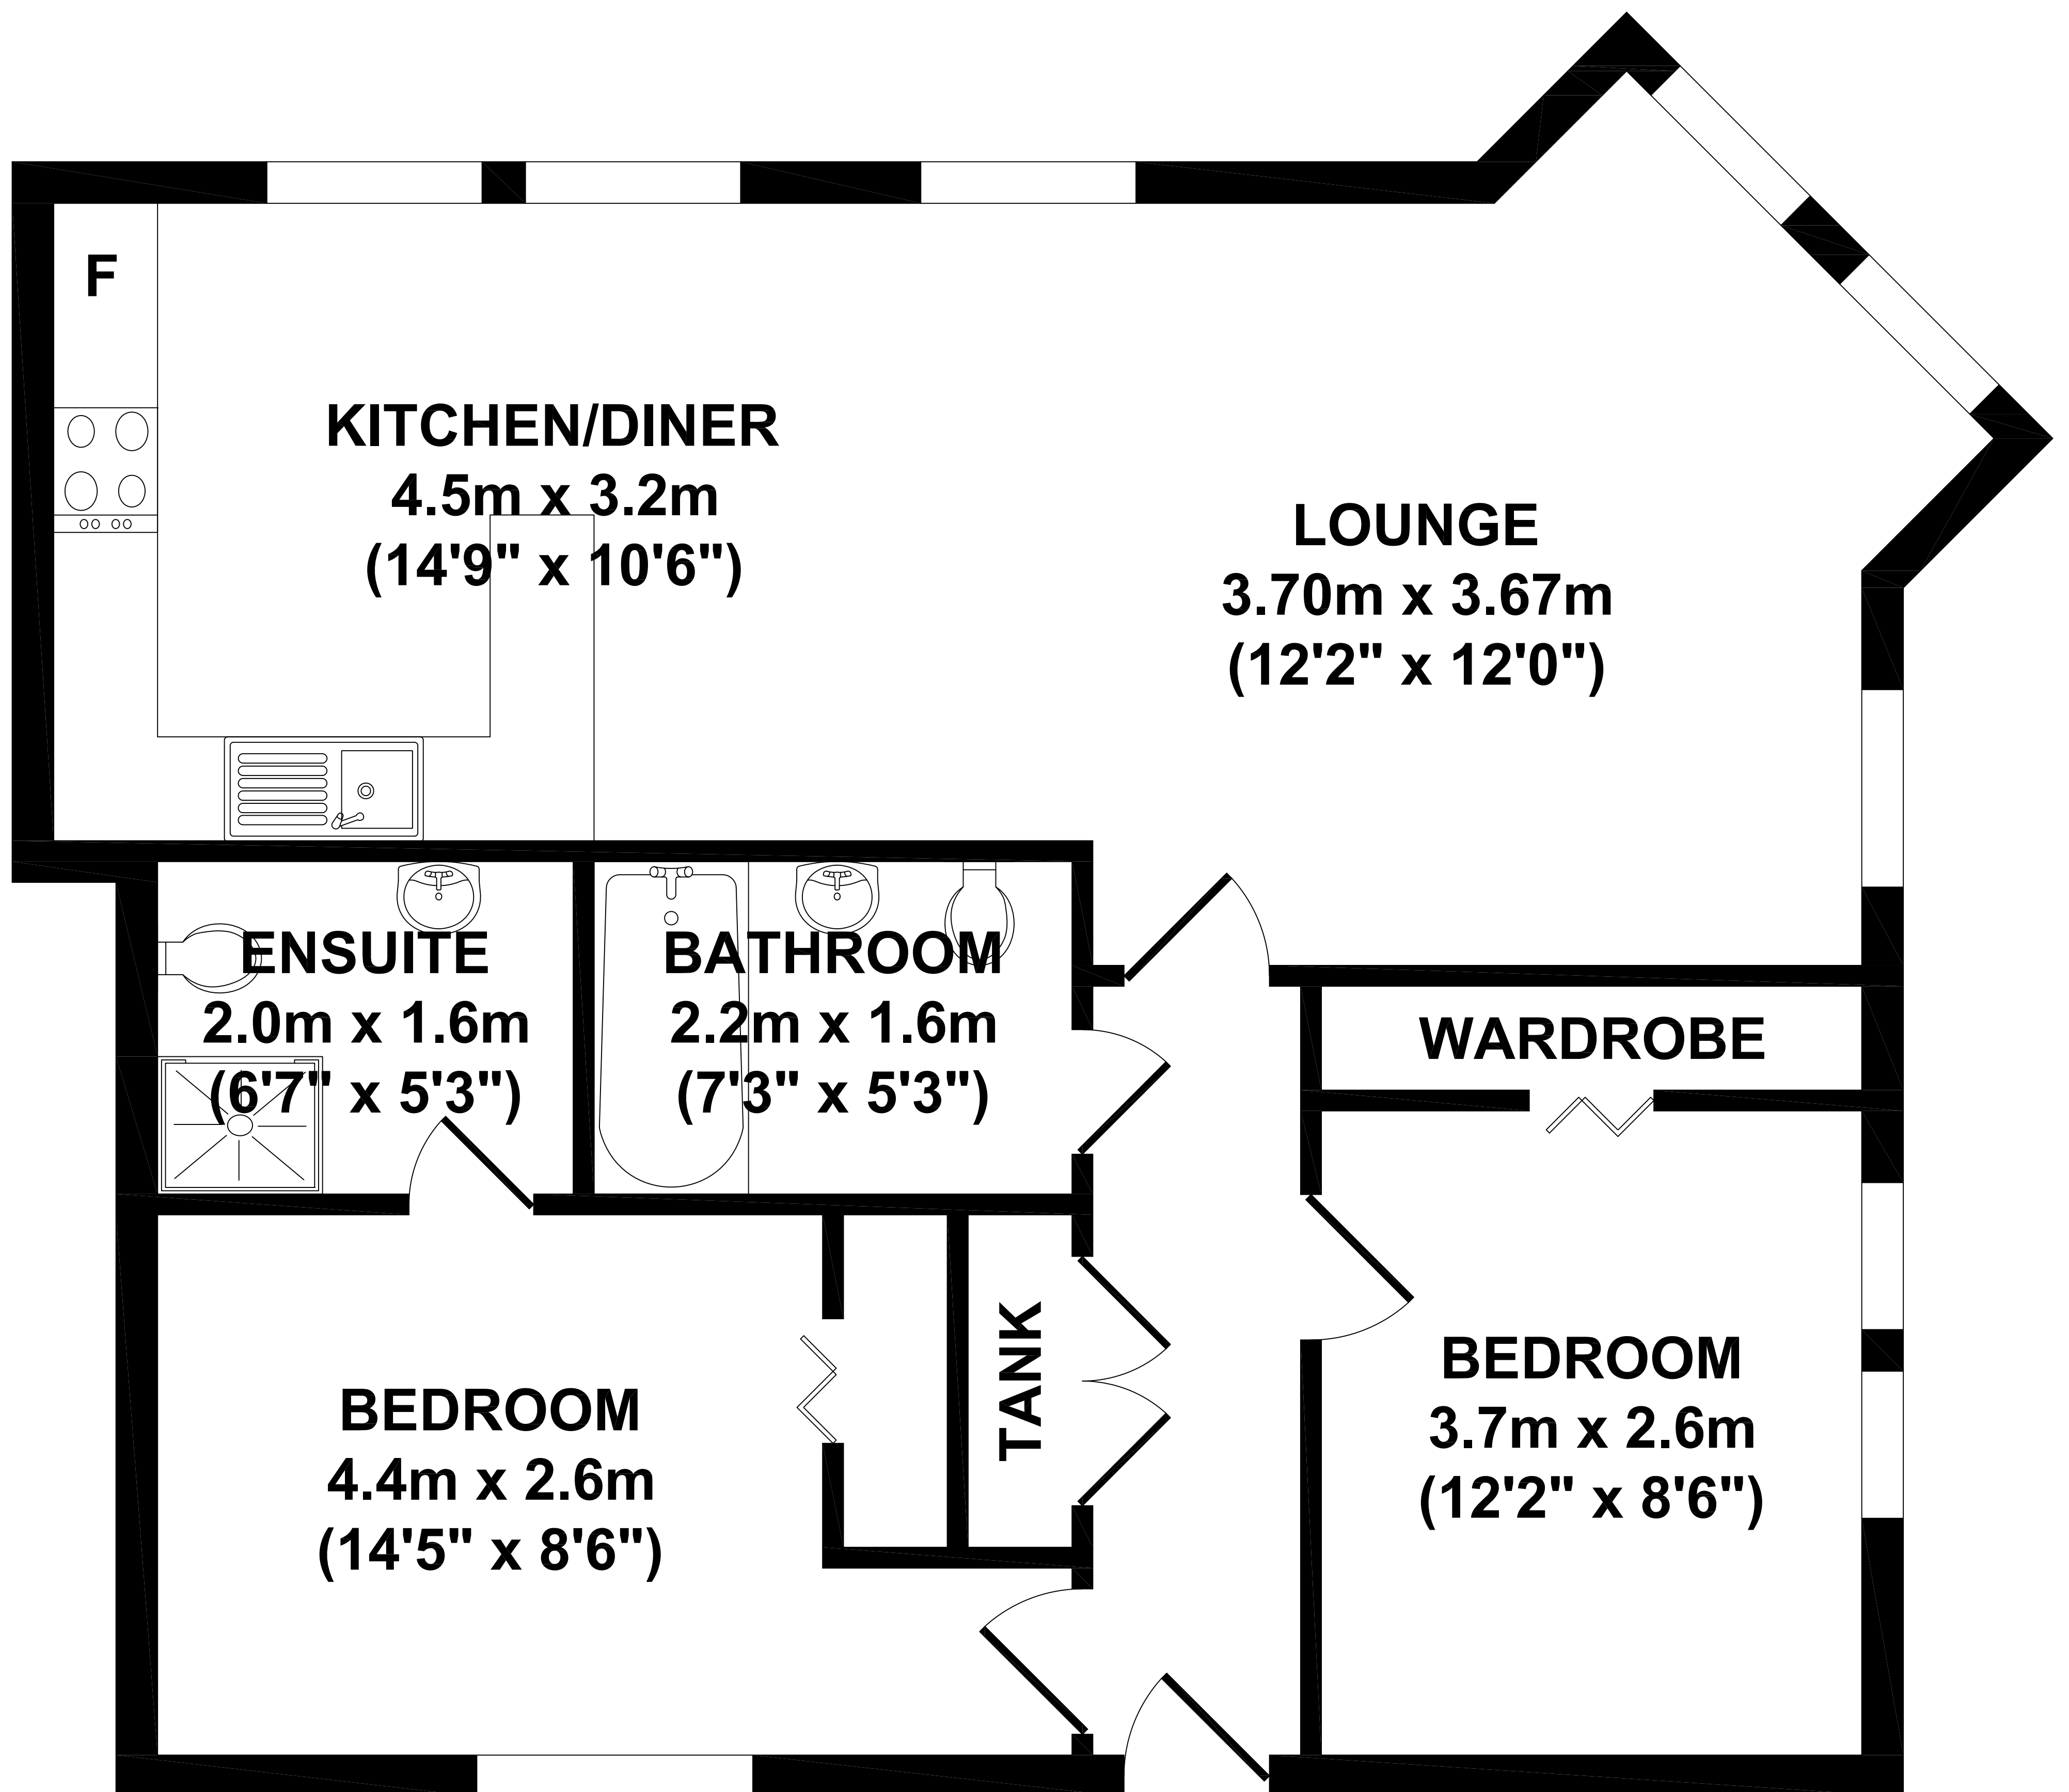 F
KITCHEN/DINER
4.5m x 3.2m
(14'9" x 10'6")
LOUNGE
3.70m x 3.67m
(12'2" x 12'0")
ENSUITE
2.0m x 1.6m
(6'7" x 5'3")
BATHROOM
2.2m x 1.6m
(7'3" x 5'3")
WARDROBE
TANK
BEDROOM
4.4m x 2.6m
(14'5" x 8'6")
BEDROOM
3.7m x 2.6m
(12'2" x 8'6")